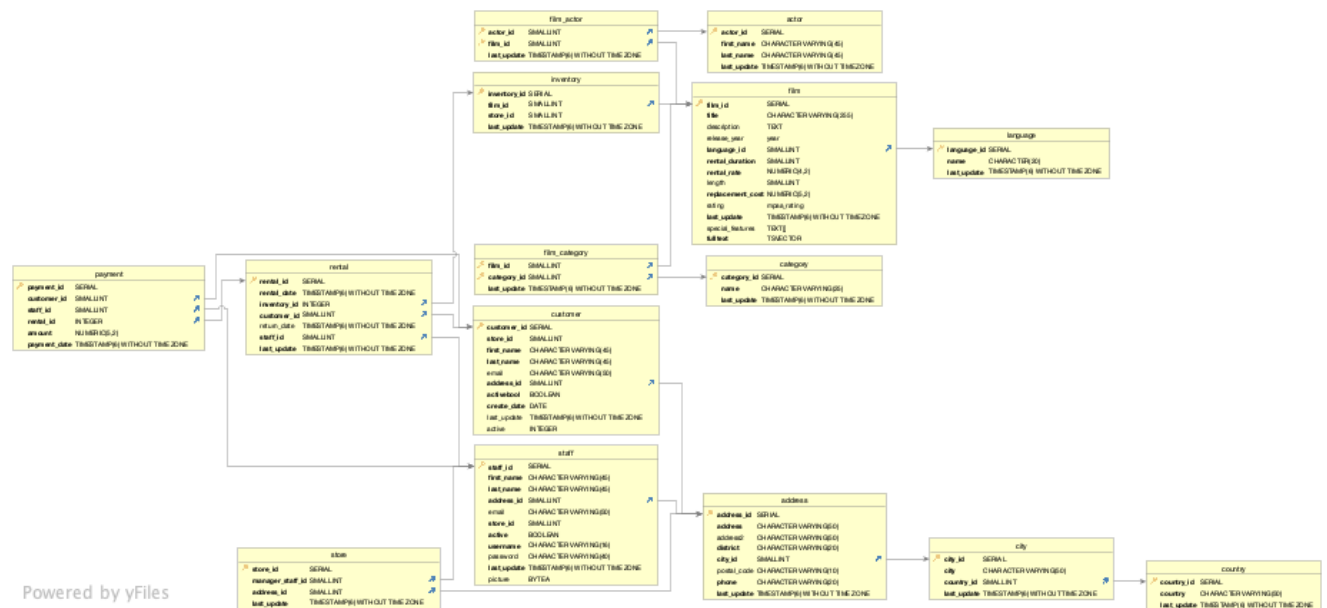 film_actor
actor_id SMALLINT
film_id SMALLINT
last_update TIMESTAMP(6) WITHOUT TIME ZONE
actor
actor_id SERIAL
first_name CHARACTER VARYING(45)
last_name CHARACTER VARYING(45)
last_update TIMESTAMP(6) WITHOUT TIME ZONE
inventory
inventory_id SERIAL
film_id SMALLINT
store_id SMALLINT
last_update TIMESTAMP(6) WITHOUT TIME ZONE
film
film_id SERIAL
title CHARACTER VARYING(255)
description TEXT
release_year year
language_id SMALLINT
rental_duration SMALLINT
rental_rate NUMERIC(4,2)
length SMALLINT
replacement_cost NUMERIC(5,2)
rating mpaa_rating
last_update TIMESTAMP(6) WITHOUT TIME ZONE
special_features TEXT[]
fulltext TSVECTOR
language
language_id SERIAL
name CHARACTER(20)
last_update TIMESTAMP(6) WITHOUT TIME ZONE
film_category
film_id SMALLINT
category_id SMALLINT
last_update TIMESTAMP(6) WITHOUT TIME ZONE
category
category_id SERIAL
name CHARACTER VARYING(25)
last_update TIMESTAMP(6) WITHOUT TIME ZONE
payment
payment_id SERIAL
customer_id SMALLINT
staff_id SMALLINT
rental_id INTEGER
amount NUMERIC(5,2)
payment_date TIMESTAMP(6) WITHOUT TIME ZONE
rental
rental_id SERIAL
rental_date TIMESTAMP(6) WITHOUT TIME ZONE
inventory_id INTEGER
customer_id SMALLINT
return_date TIMESTAMP(6) WITHOUT TIME ZONE
staff_id SMALLINT
last_update TIMESTAMP(6) WITHOUT TIME ZONE
customer
customer_id SERIAL
store_id SMALLINT
first_name CHARACTER VARYING(45)
last_name CHARACTER VARYING(45)
email CHARACTER VARYING(50)
address_id SMALLINT
activebool BOOLEAN
create_date DATE
last_update TIMESTAMP(6) WITHOUT TIME ZONE
active INTEGER
staff
staff_id SERIAL
first_name CHARACTER VARYING(45)
last_name CHARACTER VARYING(45)
address_id SMALLINT
email CHARACTER VARYING(50)
store_id SMALLINT
active BOOLEAN
username CHARACTER VARYING(16)
password CHARACTER VARYING(40)
last_update TIMESTAMP(6) WITHOUT TIME ZONE
picture BYTEA
address
address_id SERIAL
address CHARACTER VARYING(50)
address2 CHARACTER VARYING(50)
district CHARACTER VARYING(20)
city_id SMALLINT
postal_code CHARACTER VARYING(10)
phone CHARACTER VARYING(20)
last_update TIMESTAMP(6) WITHOUT TIME ZONE
store
store_id SERIAL
manager_staff_id SMALLINT
address_id SMALLINT
last_update TIMESTAMP(6) WITHOUT TIME ZONE
city
city_id SERIAL
city CHARACTER VARYING(50)
country_id SMALLINT
last_update TIMESTAMP(6) WITHOUT TIME ZONE
country
country_id SERIAL
country CHARACTER VARYING(50)
last_update TIMESTAMP(6) WITHOUT TIME ZONE
Powered by yFiles